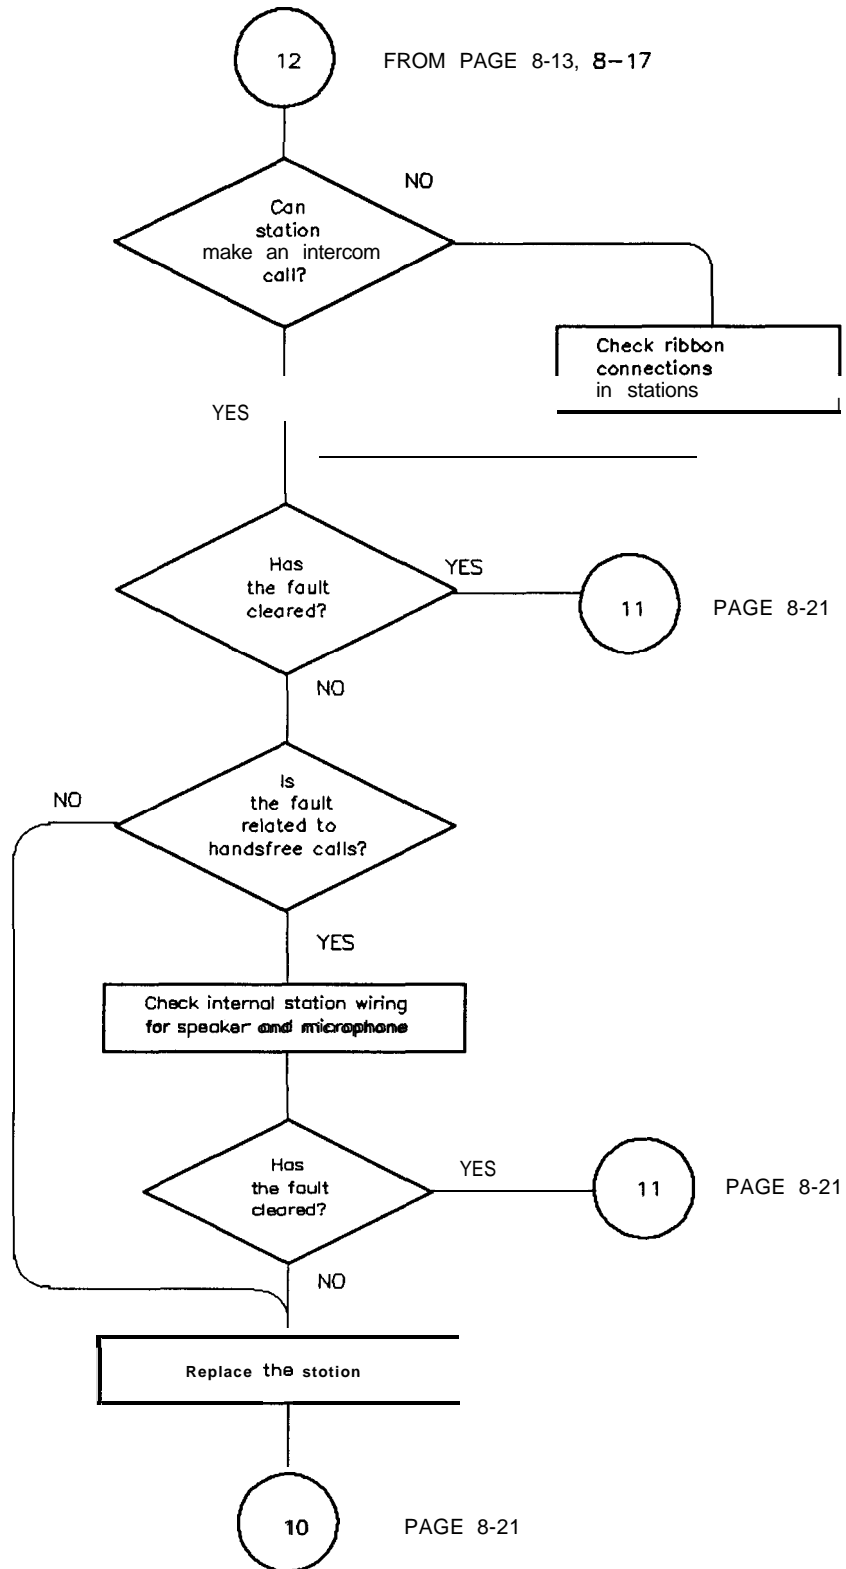 12
FROM PAGE 8-13, 8-17
NO
Can
station
make an intercom
call?
Check ribbon
connections
in stations
YES
Has
the fault
cleared?
YES
11
PAGE 8-21
NO
Is
the fault
related to
handsfree calls?
NO
YES
Check internal station wiring
for speaker and microphone
Has
the fault
cleared?
YES
11
PAGE 8-21
NO
Replace the stotion
10
PAGE 8-21